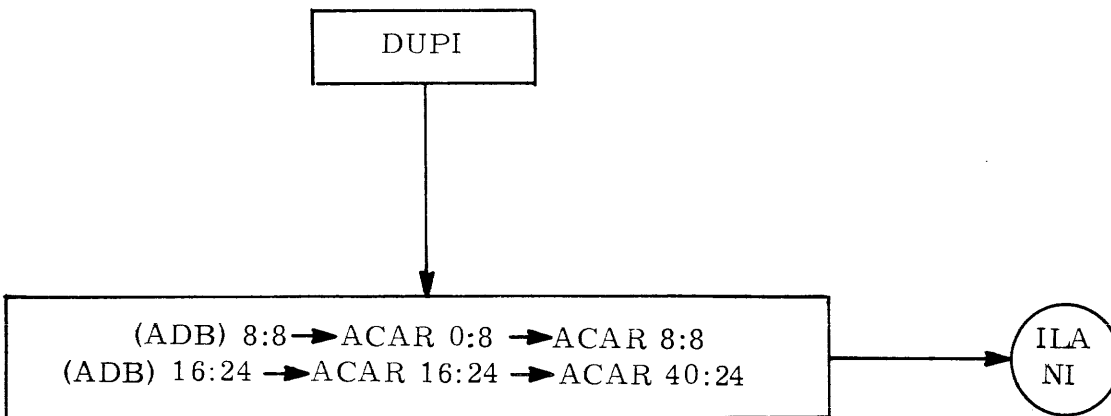 DUPI
(ADB) 8:8 → ACAR 0:8 → ACAR 8:8
(ADB) 16:24 → ACAR 16:24 → ACAR 40:24
ILA
NI